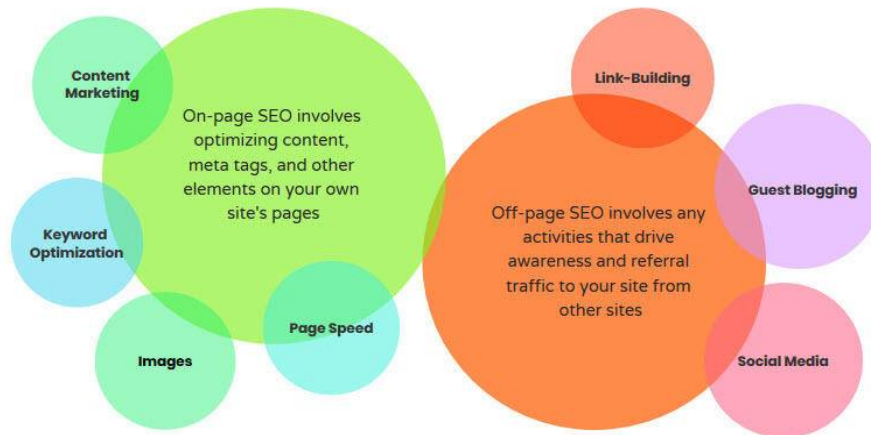 Content
Marketing
On-page SEO involves
optimizing content,
meta tags, and other
elements on your own
site's pages
Keyword
Optimization
Images
Page Speed
Link-Building
Guest Blogging
Off-page SEO involves any
activities that drive
awareness and referral
traffic to your site from
other sites
Social Media